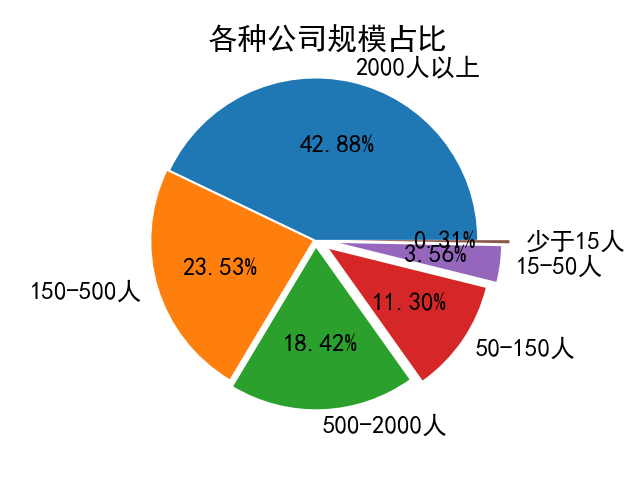 各种公司规模占比
2000人以上
42.88%
0.31%
少于15人
3.56%
15-50人
23.53%
150-500人
11.30%
18.42%
50-150人
500-2000人